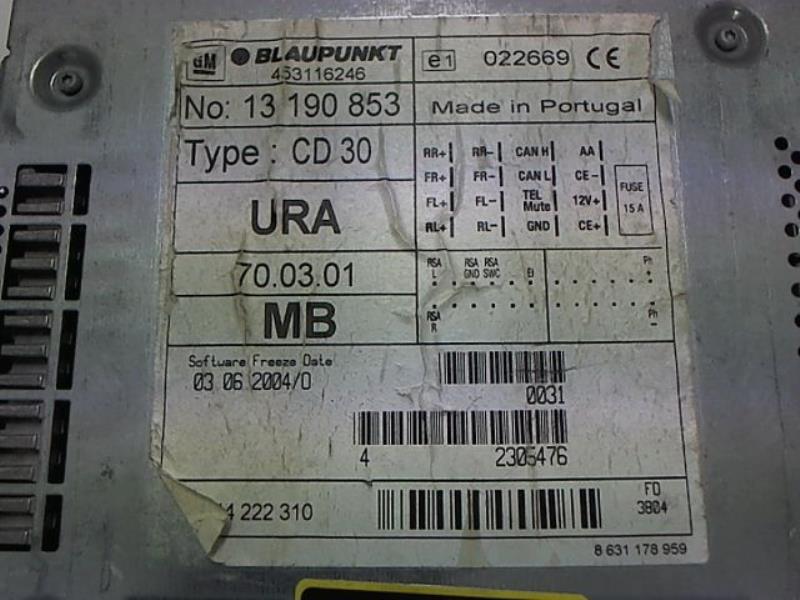 GM BLAUPUNKT
453116246
e1 022669 CE
No: 13 190 853
Made in Portugal
Type : CD 30
RR+ RR- CAN H AA
FR+ FR- CAN L CE-
FL+ FL- TEL Mute 12V+
RL+ RL- GND CE+
FUSE
15 A
URA
70.03.01
MB
RSA L RSA GND RSA SWC EI Ph +
RSA R Ph -
Software Freeze Date
03 06 2004/0
0031
4 2305476
4 222 310
FD
3804
8 631 178 959